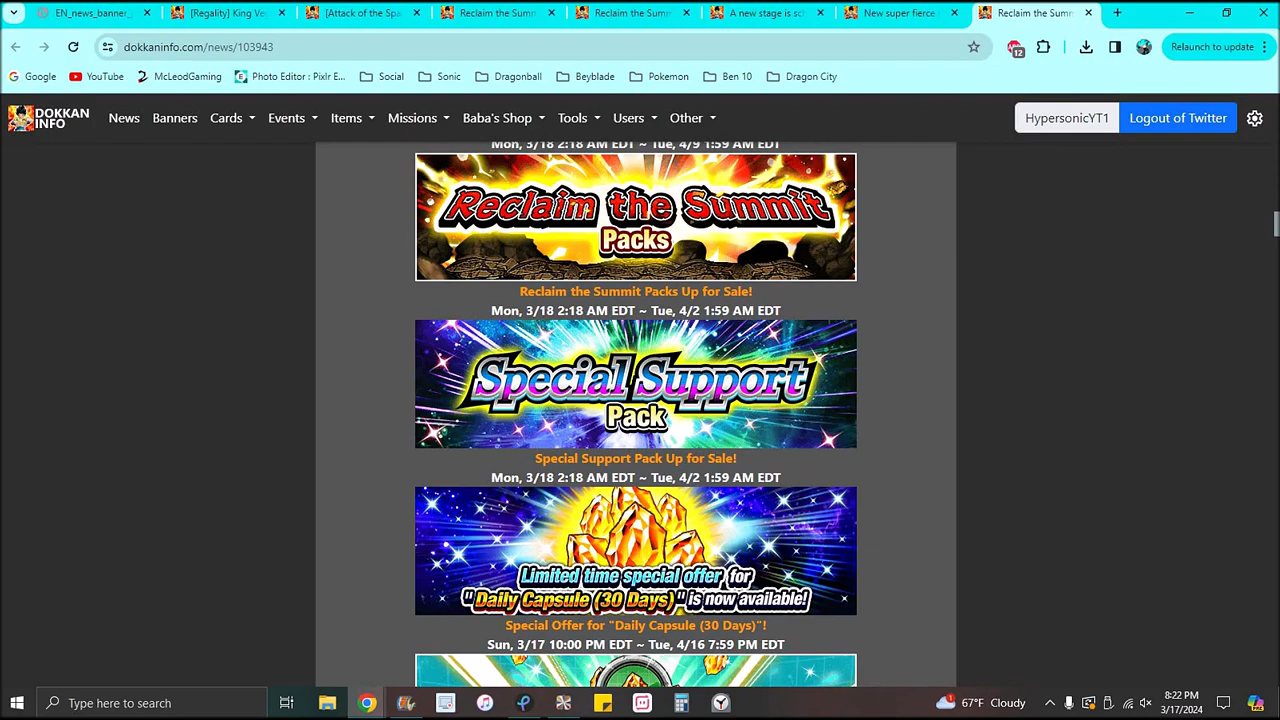 EN_news_banner_
[Regality] King Ve
[Attack of the Spa
Reclaim the Summ
Reclaim the Summ
A new stage is sch
New super fierce
Reclaim the Summ
dokkaninfo.com/news/103943
12
Relaunch to update
Google
YouTube
McLeodGaming
Photo Editor : Pixlr E...
Social
Sonic
Dragonball
Beyblade
Pokemon
Ben 10
Dragon City
DOKKAN
INFO
News
Banners
Cards
Events
Items
Missions
Baba's Shop
Tools
Users
Other
HypersonicYT1
Logout of Twitter
Mon, 3/18 2:18 AM EDT ~ Tue, 4/9 1:59 AM EDT
Reclaim the Summit
Packs
Reclaim the Summit Packs Up for Sale!
Mon, 3/18 2:18 AM EDT ~ Tue, 4/2 1:59 AM EDT
Special Support
Pack
Special Support Pack Up for Sale!
Mon, 3/18 2:18 AM EDT ~ Tue, 4/2 1:59 AM EDT
Limited time special offer for
"Daily Capsule (30 Days)" is now available!
Special Offer for "Daily Capsule (30 Days)"!
Sun, 3/17 10:00 PM EDT ~ Tue, 4/16 7:59 PM EDT
Type here to search
1
67°F Cloudy
8:22 PM
3/17/2024